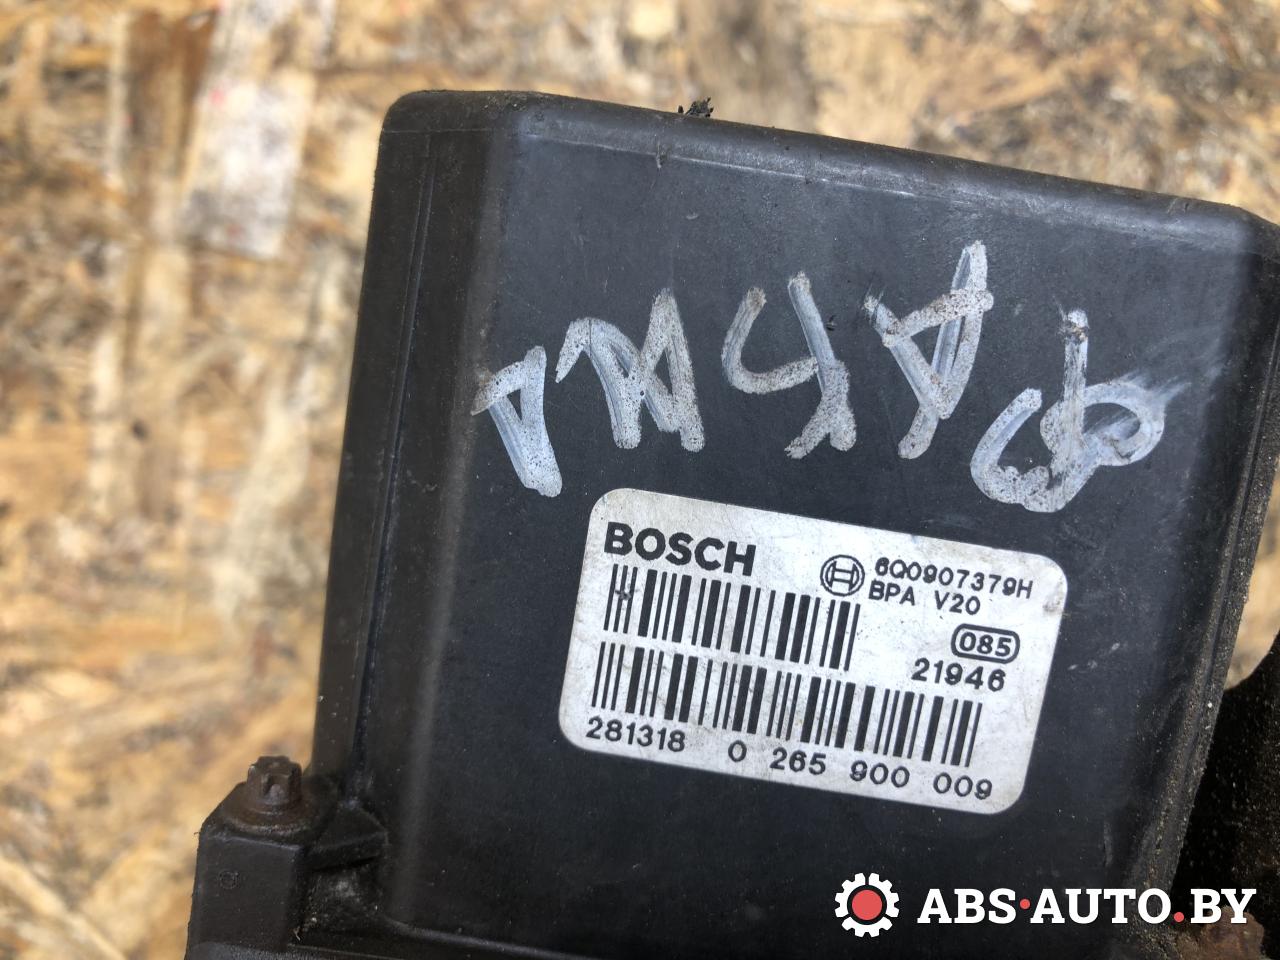 BOSCH
6Q0907379H
BPA V20
085
21946
281318 0 265 900 009
ABS·AUTO.BY